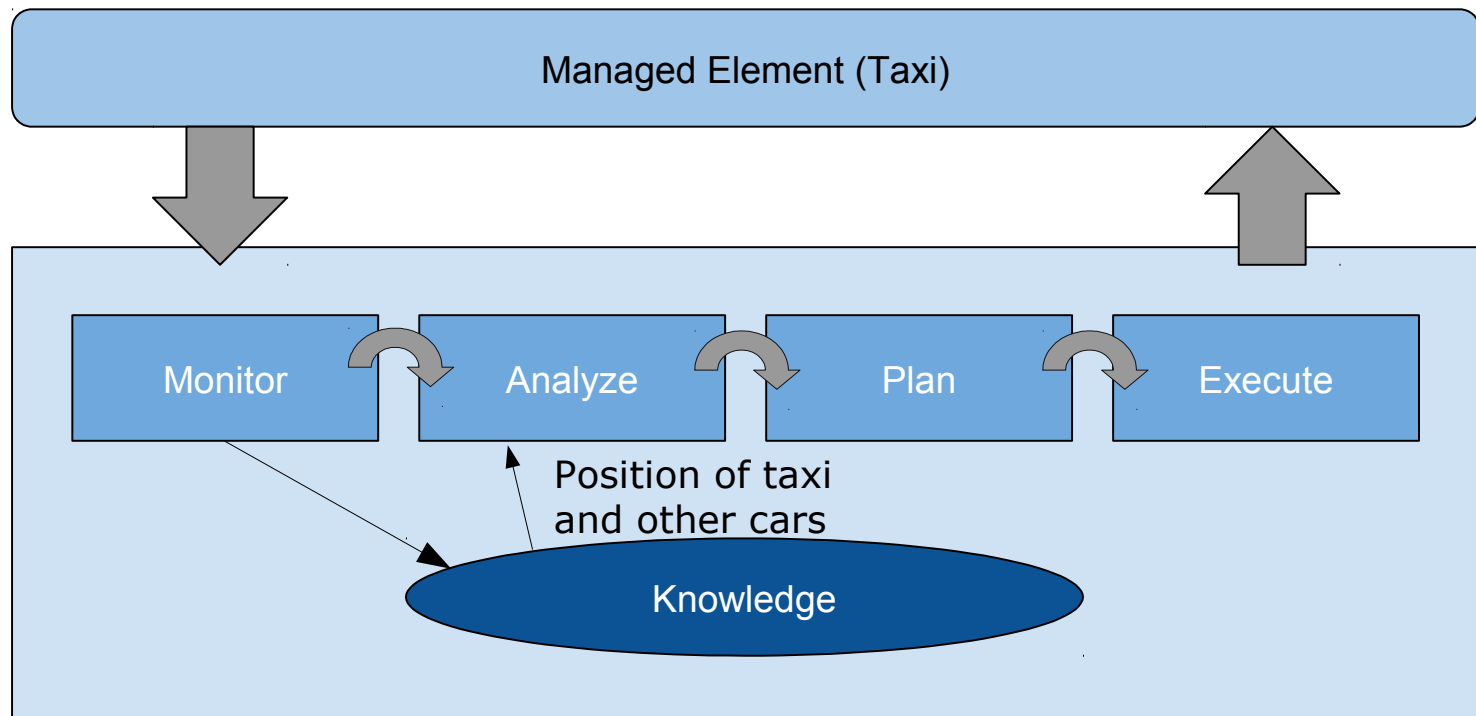 Managed Element (Taxi)
Monitor
Analyze
Plan
Execute
Position of taxi
and other cars
Knowledge